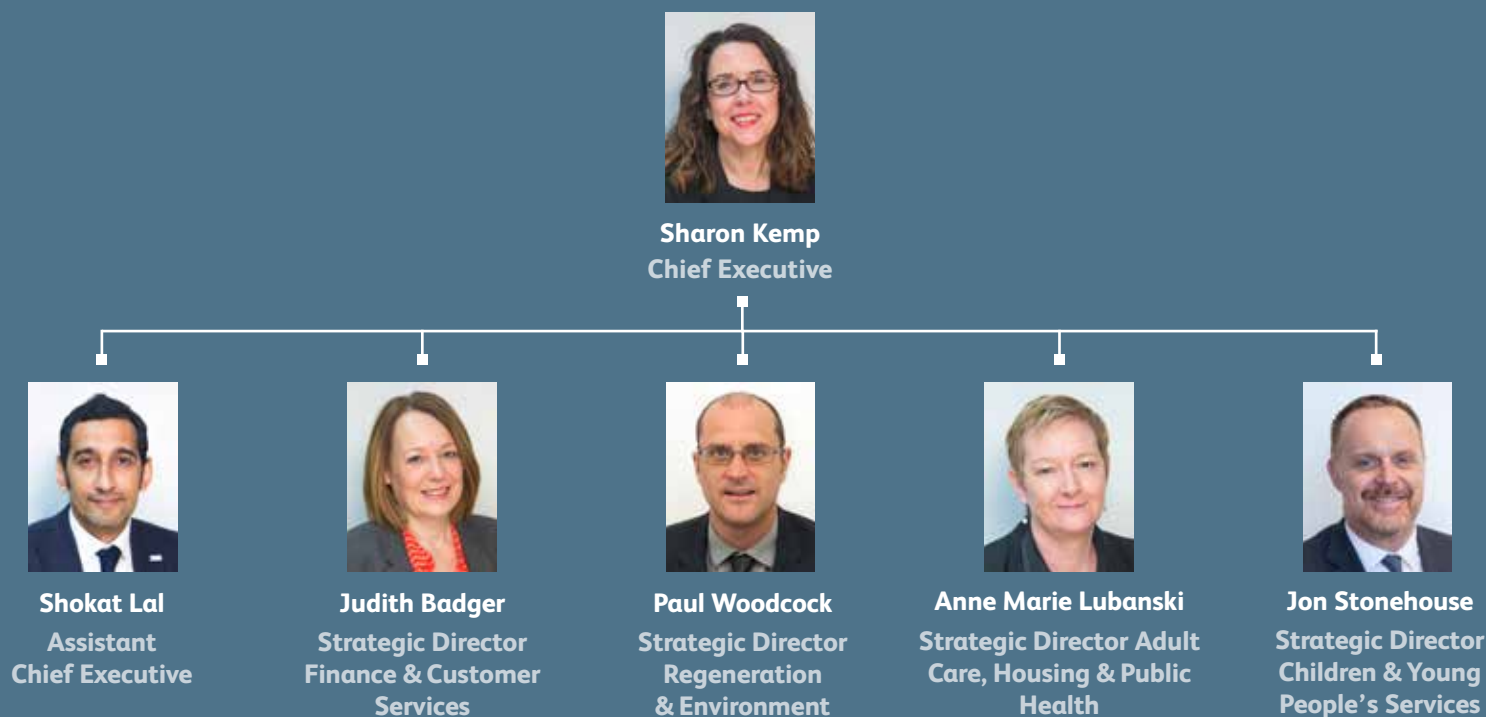 Sharon Kemp
Chief Executive
Shokat Lal
Assistant
Chief Executive
Judith Badger
Strategic Director
Finance & Customer
Services
Paul Woodcock
Strategic Director
Regeneration
& Environment
Anne Marie Lubanski
Strategic Director Adult
Care, Housing & Public
Health
Jon Stonehouse
Strategic Director
Children & Young
People’s Services